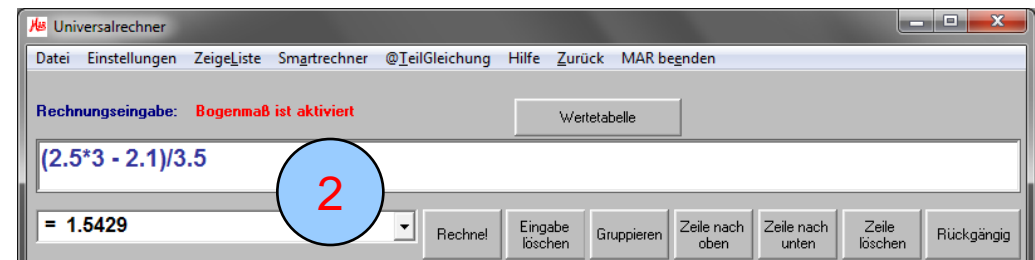 MAR Universalrechner
Datei Einstellungen ZeigeListe Smartrechner @TeilGleichung Hilfe Zurück MAR beenden
Rechnungseingabe: Bogenmaß ist aktiviert
Wertetabelle
(2.5*3 - 2.1)/3.5
2
= 1.5429
Rechne!
Eingabe
löschen
Gruppieren
Zeile nach
oben
Zeile nach
unten
Zeile
löschen
Rückgängig